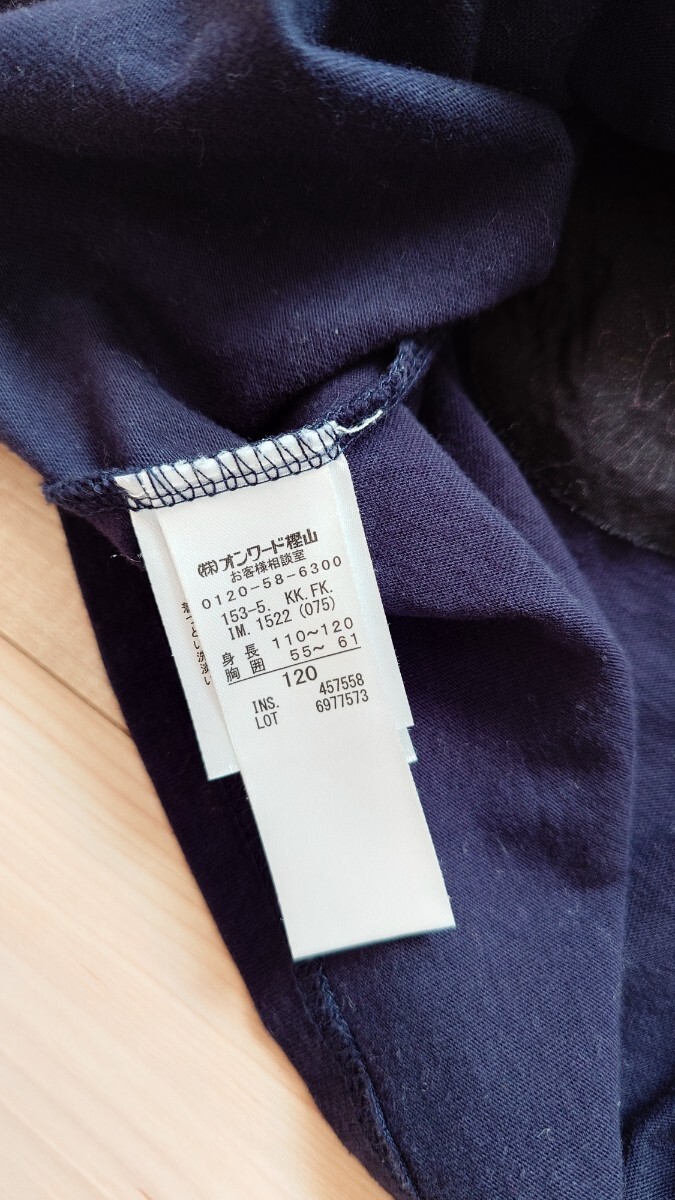 (株)オンワード樫山
お客様相談室
0120-58-6300
153-5. KK.FK.
IM. 1522 (075)
身長 110～120
胸囲 55～ 61
120
INS. 457558
LOT 6977573